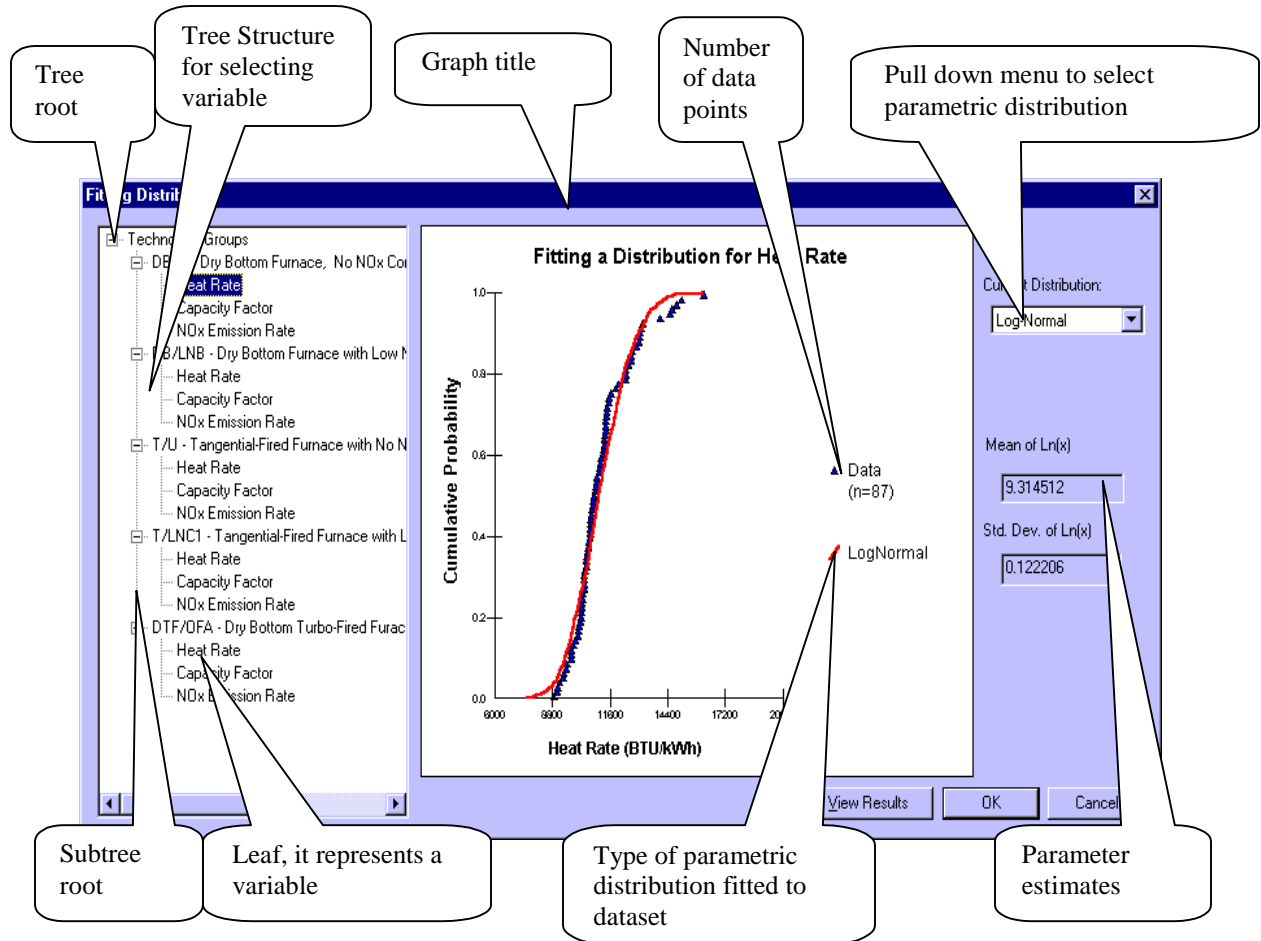 Tree
root
Tree Structure
for selecting
variable
Graph title
Number
of data
points
Pull down menu to select
parametric distribution
Technology Groups
Dry Bottom Furnace, No NOx Cor
Heat Rate
Capacity Factor
NOx Emission Rate
DB/LNB - Dry Bottom Furnace with Low N
Heat Rate
Capacity Factor
NOx Emission Rate
T/U - Tangential-Fired Furnace with No N
Heat Rate
Capacity Factor
NOx Emission Rate
T/LNC1 - Tangential-Fired Furnace with L
Heat Rate
Capacity Factor
NOx Emission Rate
DTF/OFA - Dry Bottom Turbo-Fired Furac
Heat Rate
Capacity Factor
NOx Emission Rate
Fitting a Distribution for Heat Rate
Cumulative Probability
1.0
0.8
0.6
0.4
0.2
0.0
6000 11600 14400 17200
Heat Rate (BTU/kWh)
Data
(n=87)
LogNormal
Current Distribution:
Log-Normal
Mean of Ln(x)
9.314512
Std. Dev. of Ln(x)
0.122206
View Results
OK
Cancel
Subtree
root
Leaf, it represents a
variable
Type of parametric
distribution fitted to
dataset
Parameter
estimates